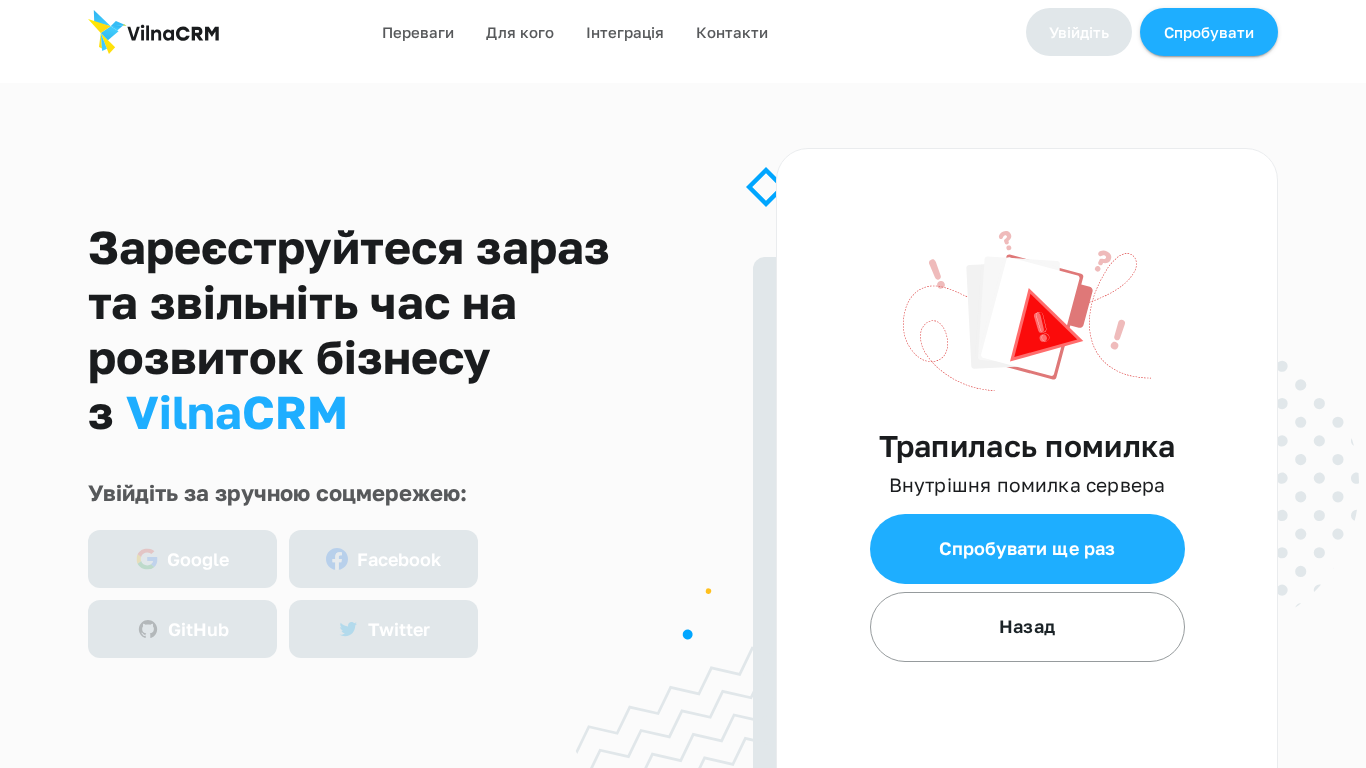 VilnaCRM
Переваги
Для кого
Інтеграція
Контакти
Увійдіть
Спробувати
Зареєструйтеся зараз
та звільніть час на
розвиток бізнесу
з VilnaCRM
Увійдіть за зручною соцмережею:
Google
Facebook
GitHub
Twitter
Трапилась помилка
Внутрішня помилка сервера
Спробувати ще раз
Назад